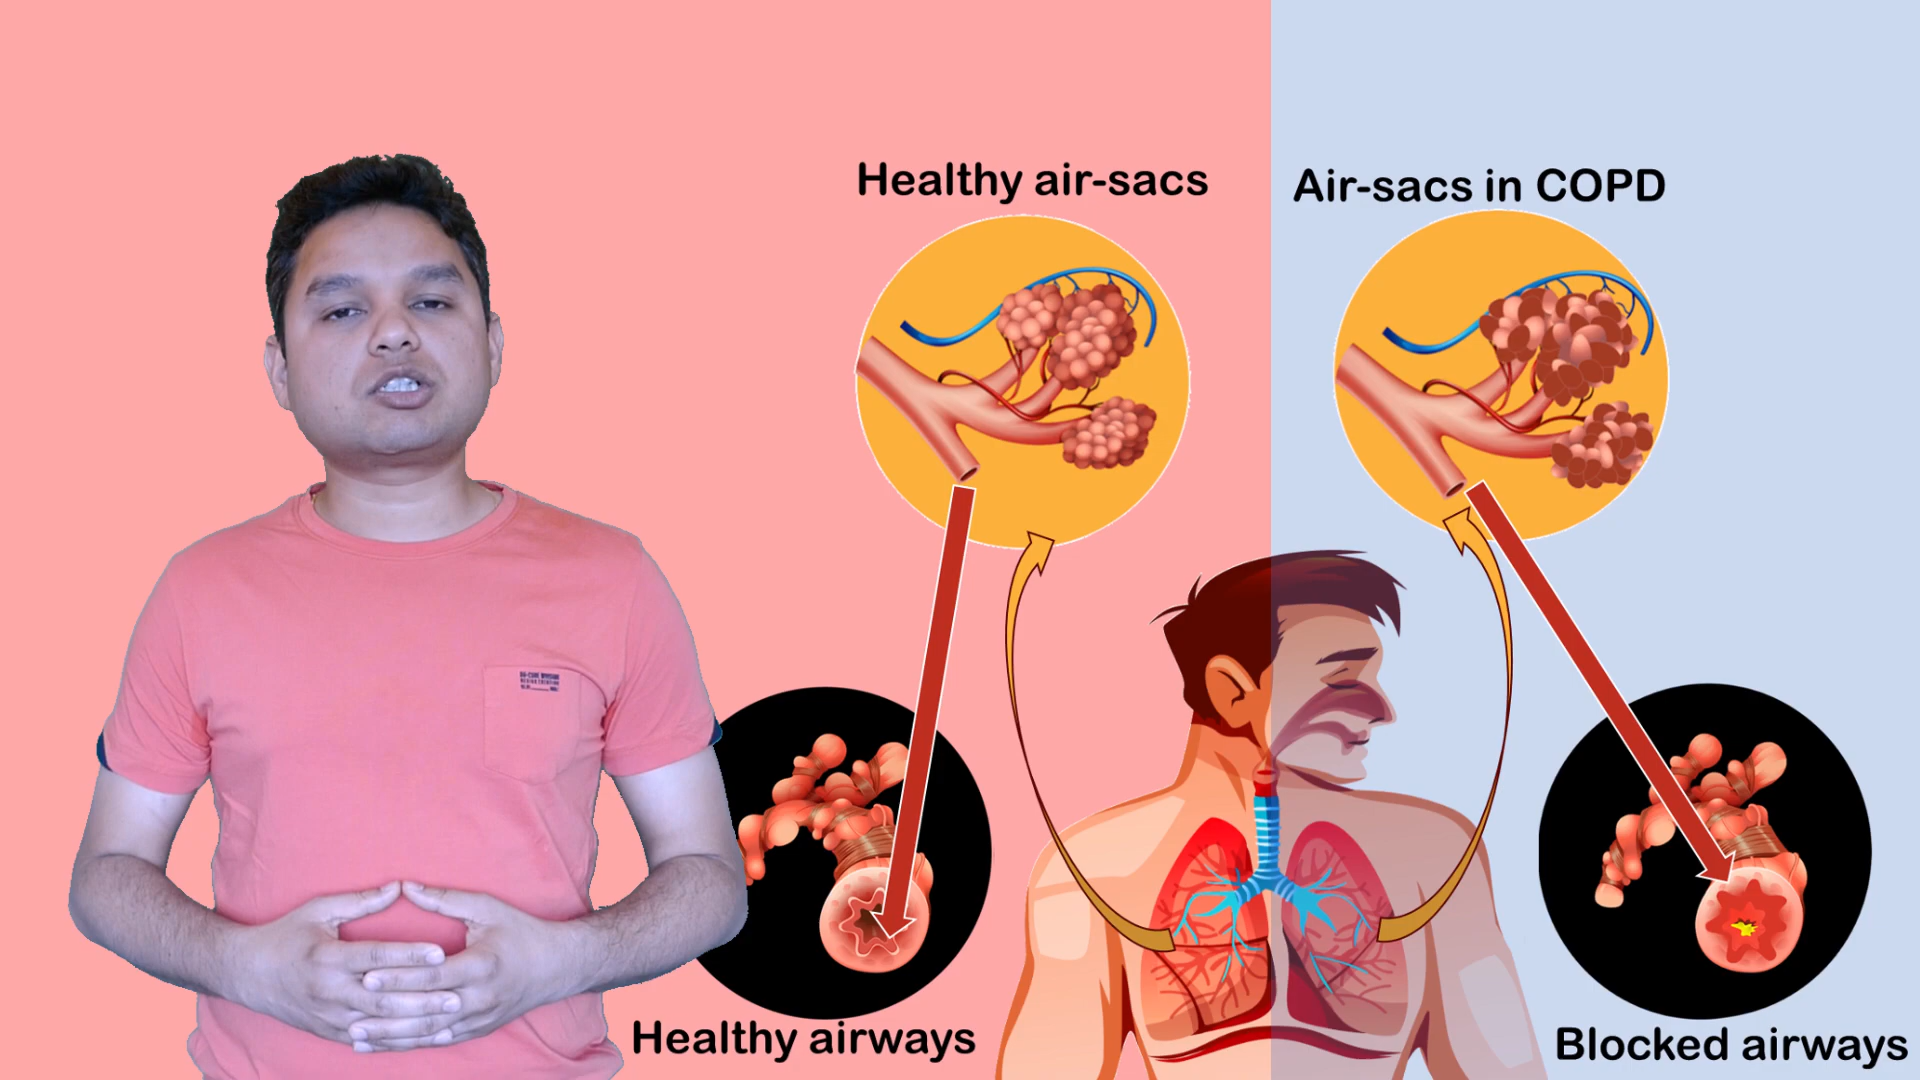 Healthy air-sacs
Air-sacs in COPD
Healthy airways
Blocked airways